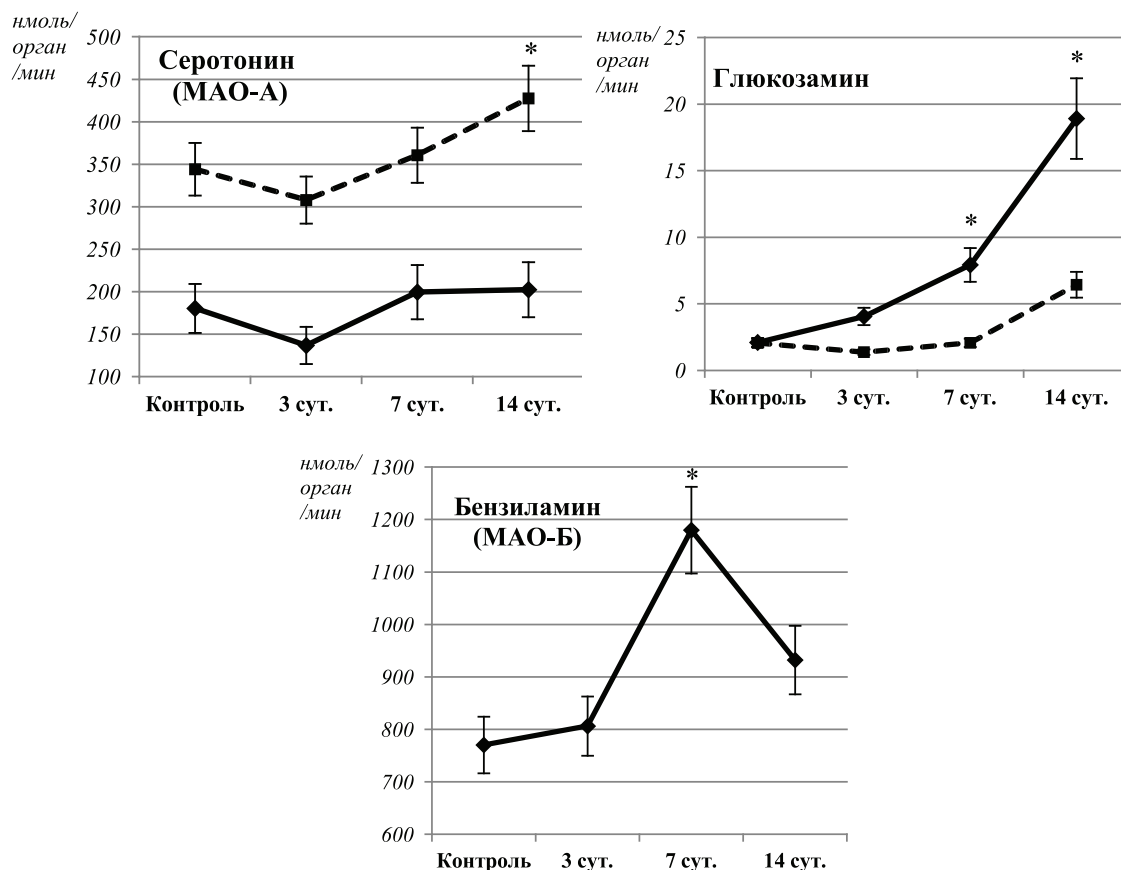 нмоль/
орган
/мин
500
450
400
350
300
250
200
150
100
Серотонин
(МАО-А)
*
Контроль 3 сут. 7 сут. 14 сут.
нмоль/
орган
/мин
25
20
15
10
5
0
Глюкозамин
*
*
Контроль 3 сут. 7 сут. 14 сут.
нмоль/
орган
/мин
1300
1200
1100
1000
900
800
700
600
Бензиламин
(МАО-Б)
*
Контроль 3 сут. 7 сут. 14 сут.